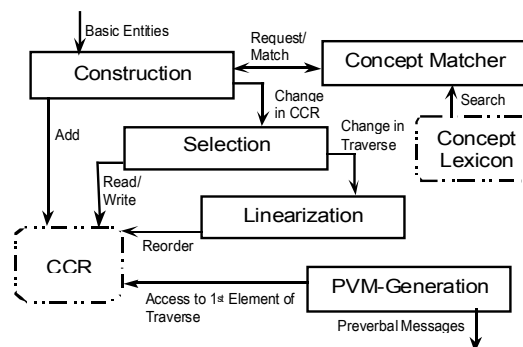 Basic Entities
Request/
Match
Construction
Concept Matcher
Change
in CCR
Search
Add
Change in
Traverse
Selection
Concept
Lexicon
Read/
Write
Linearization
Reorder
CCR
PVM-Generation
Access to 1st Element of
Traverse
Preverbal Messages